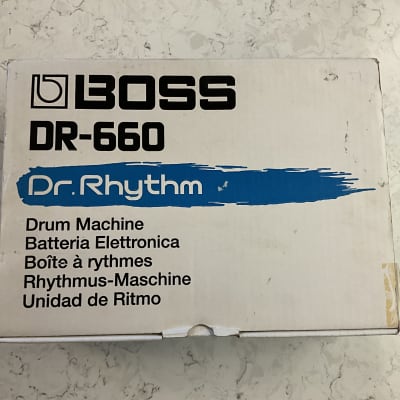 BOSS
DR-660
Dr. Rhythm
Drum Machine
Batteria Elettronica
Boîte à rythmes
Rhythmus-Maschine
Unidad de Ritmo